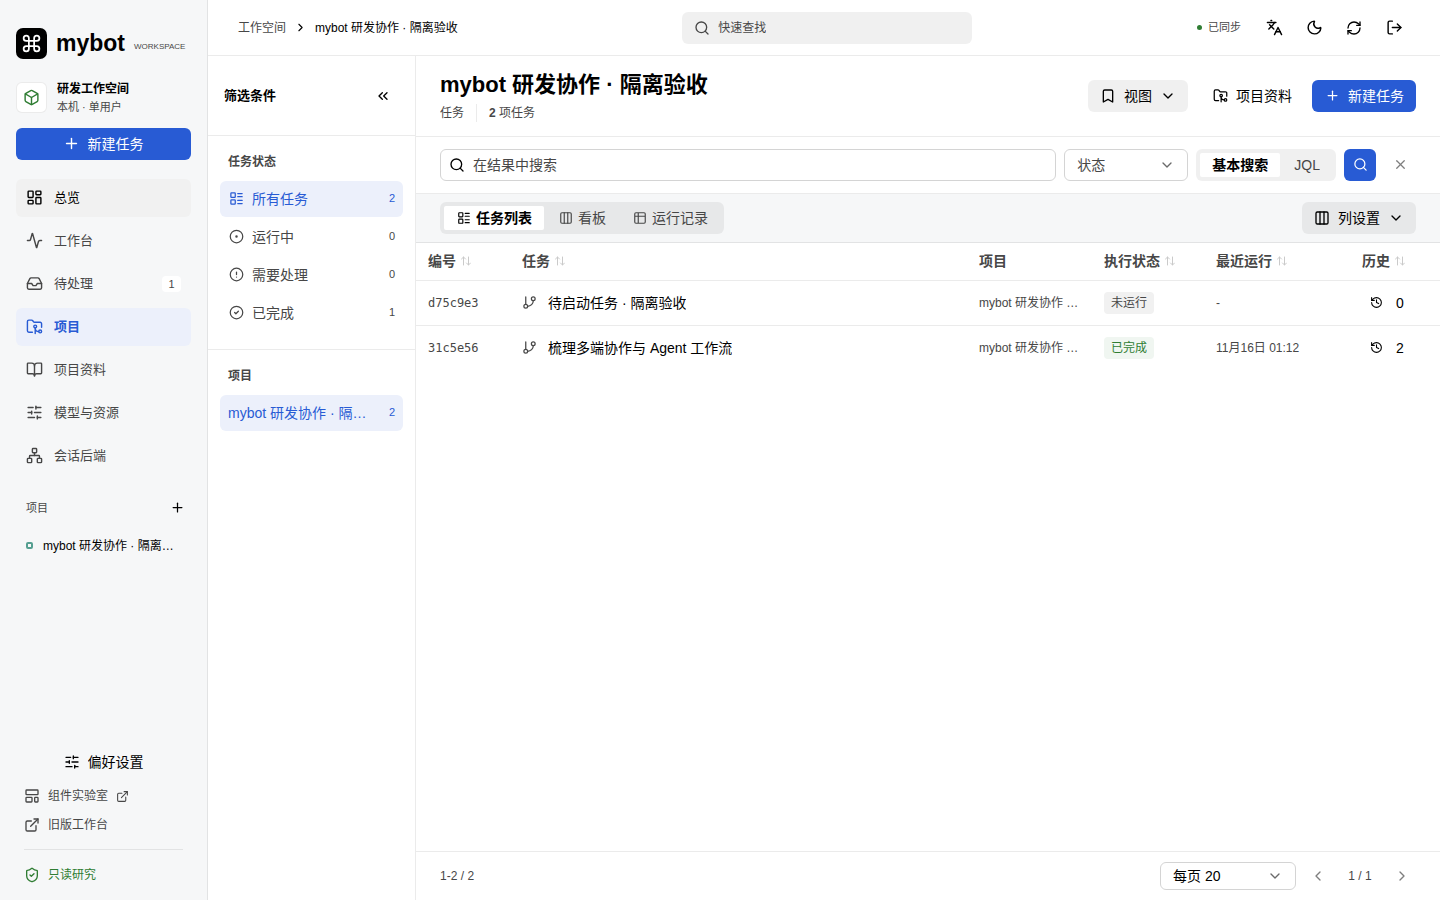 mybot WORKSPACE
研发工作空间
本机 · 单用户
新建任务
总览
工作台
待处理 1
项目
项目资料
模型与资源
会话后端
项目
mybot 研发协作 · 隔离…
偏好设置
组件实验室
旧版工作台
只读研究
工作空间 mybot 研发协作 · 隔离验收
快速查找
已同步
筛选条件
任务状态
所有任务 2
运行中 0
需要处理 0
已完成 1
项目
mybot 研发协作 · 隔… 2
mybot 研发协作 · 隔离验收
任务 2 项任务
视图 项目资料 新建任务
在结果中搜索 状态 基本搜索 JQL
任务列表 看板 运行记录 列设置
编号 任务 项目 执行状态 最近运行 历史
d75c9e3 待启动任务 · 隔离验收 mybot 研发协作 … 未运行 - 0
31c5e56 梳理多端协作与 Agent 工作流 mybot 研发协作 … 已完成 11月16日 01:12 2
1-2 / 2 每页 20 1 / 1